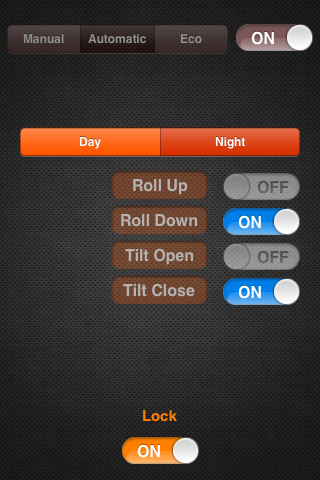 Manual Automatic Eco ON
Day Night
Roll Up OFF
Roll Down ON
Tilt Open OFF
Tilt Close ON
Lock
ON